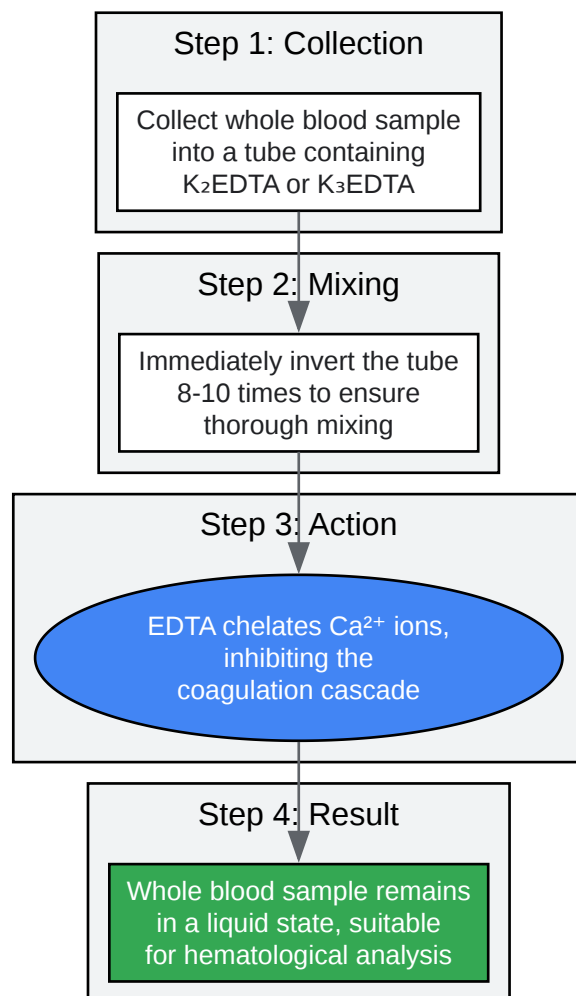 Step 1: Collection
Collect whole blood sample
into a tube containing
K₂EDTA or K₃EDTA
Step 2: Mixing
Immediately invert the tube
8-10 times to ensure
thorough mixing
Step 3: Action
EDTA chelates Ca²⁺ ions,
inhibiting the
coagulation cascade
Step 4: Result
Whole blood sample remains
in a liquid state, suitable
for hematological analysis